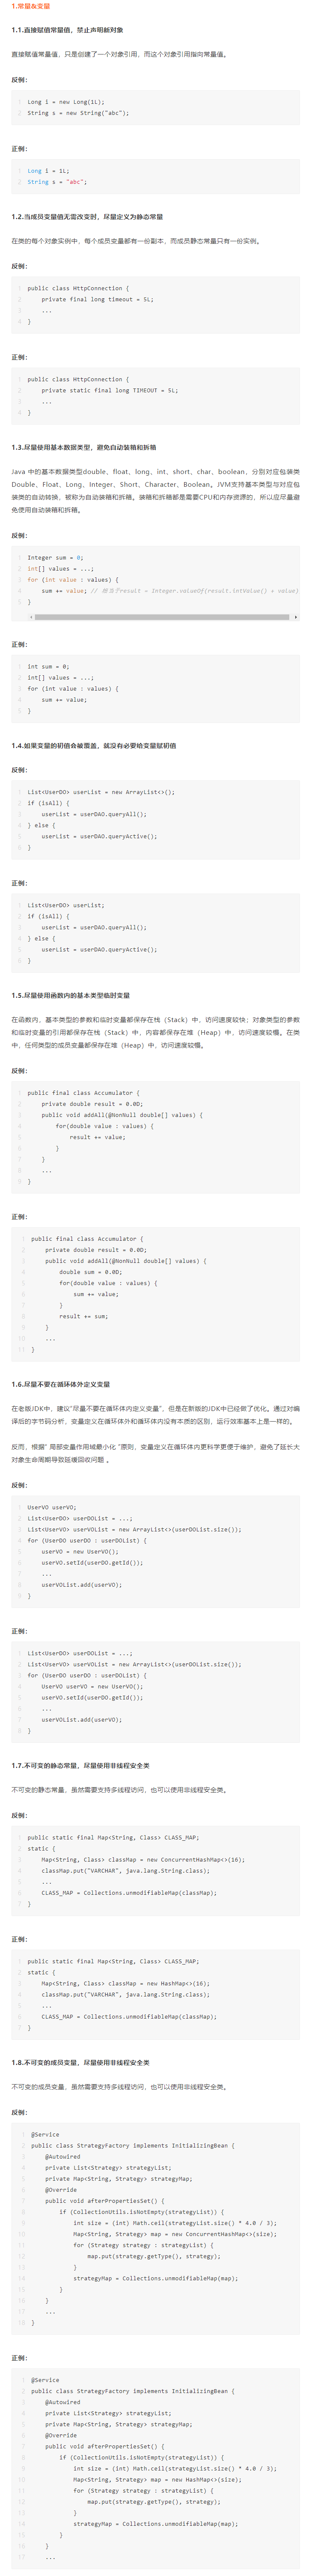 1.常量&变量
1.1.直接赋值常量值，禁止声明新对象
直接赋值常量值，只是创建了一个对象引用，而这个对象引用指向常量值。
反例：
1 Long i = new Long(1L);
2 String s = new String("abc");
正例：
1 Long i = 1L;
2 String s = "abc";
1.2.当成员变量值无需改变时，尽量定义为静态常量
在类的每个对象实例中，每个成员变量都有一份副本，而成员静态常量只有一份实例。
反例：
1 public class HttpConnection {
2 private final long timeout = 5L;
3 ...
4 }
正例：
1 public class HttpConnection {
2 private static final long TIMEOUT = 5L;
3 ...
4 }
1.3.尽量使用基本数据类型，避免自动装箱和拆箱
Java 中的基本数据类型double、float、long、int、short、char、boolean，分别对应包装类
Double、Float、Long、Integer、Short、Character、Boolean。JVM支持基本类型与对应包
装类的自动转换，被称为自动装箱和拆箱。装箱和拆箱都是需要CPU和内存资源的，所以应尽量避
免使用自动装箱和拆箱。
反例：
1 Integer sum = 0;
2 int[] values = ...;
3 for (int value : values) {
4 sum += value; // 相当于result = Integer.valueOf(result.intValue() + value)
5 }
正例：
1 int sum = 0;
2 int[] values = ...;
3 for (int value : values) {
4 sum += value;
5 }
1.4.如果变量的初值会被覆盖，就没有必要给变量赋初值
反例：
1 List<UserDO> userList = new ArrayList<>();
2 if (isAll) {
3 userList = userDAO.queryAll();
4 } else {
5 userList = userDAO.queryActive();
6 }
正例：
1 List<UserDO> userList;
2 if (isAll) {
3 userList = userDAO.queryAll();
4 } else {
5 userList = userDAO.queryActive();
6 }
1.5.尽量使用函数内的基本类型临时变量
在函数内，基本类型的参数和临时变量都保存在栈（Stack）中，访问速度较快；对象类型的参数
和临时变量的引用都保存在栈（Stack）中，内容都保存在堆（Heap）中，访问速度较慢。在类
中，任何类型的成员变量都保存在堆（Heap）中，访问速度较慢。
反例：
1 public final class Accumulator {
2 private double result = 0.0D;
3 public void addAll(@NonNull double[] values) {
4 for(double value : values) {
5 result += value;
6 }
7 }
8 ...
9 }
正例：
1 public final class Accumulator {
2 private double result = 0.0D;
3 public void addAll(@NonNull double[] values) {
4 double sum = 0.0D;
5 for(double value : values) {
6 sum += value;
7 }
8 result += sum;
9 }
10 ...
11 }
1.6.尽量不要在循环体外定义变量
在老版JDK中，建议“尽量不要在循环体内定义变量”，但是在新版的JDK中已经做了优化。通过对编
译后的字节码分析，变量定义在循环体外和循环体内没有本质的区别，运行效率基本上是一样的。
反而，根据“ 局部变量作用域最小化 ”原则，变量定义在循环体内更科学更便于维护，避免了延长大
对象生命周期导致延缓回收问题 。
反例：
1 UserVO userVO;
2 List<UserDO> userDOList = ...;
3 List<UserVO> userVOList = new ArrayList<>(userDOList.size());
4 for (UserDO userDO : userDOList) {
5 userVO = new UserVO();
6 userVO.setId(userDO.getId());
7 ...
8 userVOList.add(userVO);
9 }
正例：
1 List<UserDO> userDOList = ...;
2 List<UserVO> userVOList = new ArrayList<>(userDOList.size());
3 for (UserDO userDO : userDOList) {
4 UserVO userVO = new UserVO();
5 userVO.setId(userDO.getId());
6 ...
7 userVOList.add(userVO);
8 }
1.7.不可变的静态常量，尽量使用非线程安全类
不可变的静态常量，虽然需要支持多线程访问，也可以使用非线程安全类。
反例：
1 public static final Map<String, Class> CLASS_MAP;
2 static {
3 Map<String, Class> classMap = new ConcurrentHashMap<>(16);
4 classMap.put("VARCHAR", java.lang.String.class);
5 ...
6 CLASS_MAP = Collections.unmodifiableMap(classMap);
7 }
正例：
1 public static final Map<String, Class> CLASS_MAP;
2 static {
3 Map<String, Class> classMap = new HashMap<>(16);
4 classMap.put("VARCHAR", java.lang.String.class);
5 ...
6 CLASS_MAP = Collections.unmodifiableMap(classMap);
7 }
1.8.不可变的成员变量，尽量使用非线程安全类
不可变的成员变量，虽然需要支持多线程访问，也可以使用非线程安全类。
反例：
1 @Service
2 public class StrategyFactory implements InitializingBean {
3 @Autowired
4 private List<Strategy> strategyList;
5 private Map<String, Strategy> strategyMap;
6 @Override
7 public void afterPropertiesSet() {
8 if (CollectionUtils.isNotEmpty(strategyList)) {
9 int size = (int) Math.ceil(strategyList.size() * 4.0 / 3);
10 Map<String, Strategy> map = new ConcurrentHashMap<>(size);
11 for (Strategy strategy : strategyList) {
12 map.put(strategy.getType(), strategy);
13 }
14 strategyMap = Collections.unmodifiableMap(map);
15 }
16 }
17 ...
18 }
正例：
1 @Service
2 public class StrategyFactory implements InitializingBean {
3 @Autowired
4 private List<Strategy> strategyList;
5 private Map<String, Strategy> strategyMap;
6 @Override
7 public void afterPropertiesSet() {
8 if (CollectionUtils.isNotEmpty(strategyList)) {
9 int size = (int) Math.ceil(strategyList.size() * 4.0 / 3);
10 Map<String, Strategy> map = new HashMap<>(size);
11 for (Strategy strategy : strategyList) {
12 map.put(strategy.getType(), strategy);
13 }
14 strategyMap = Collections.unmodifiableMap(map);
15 }
16 }
17 ...